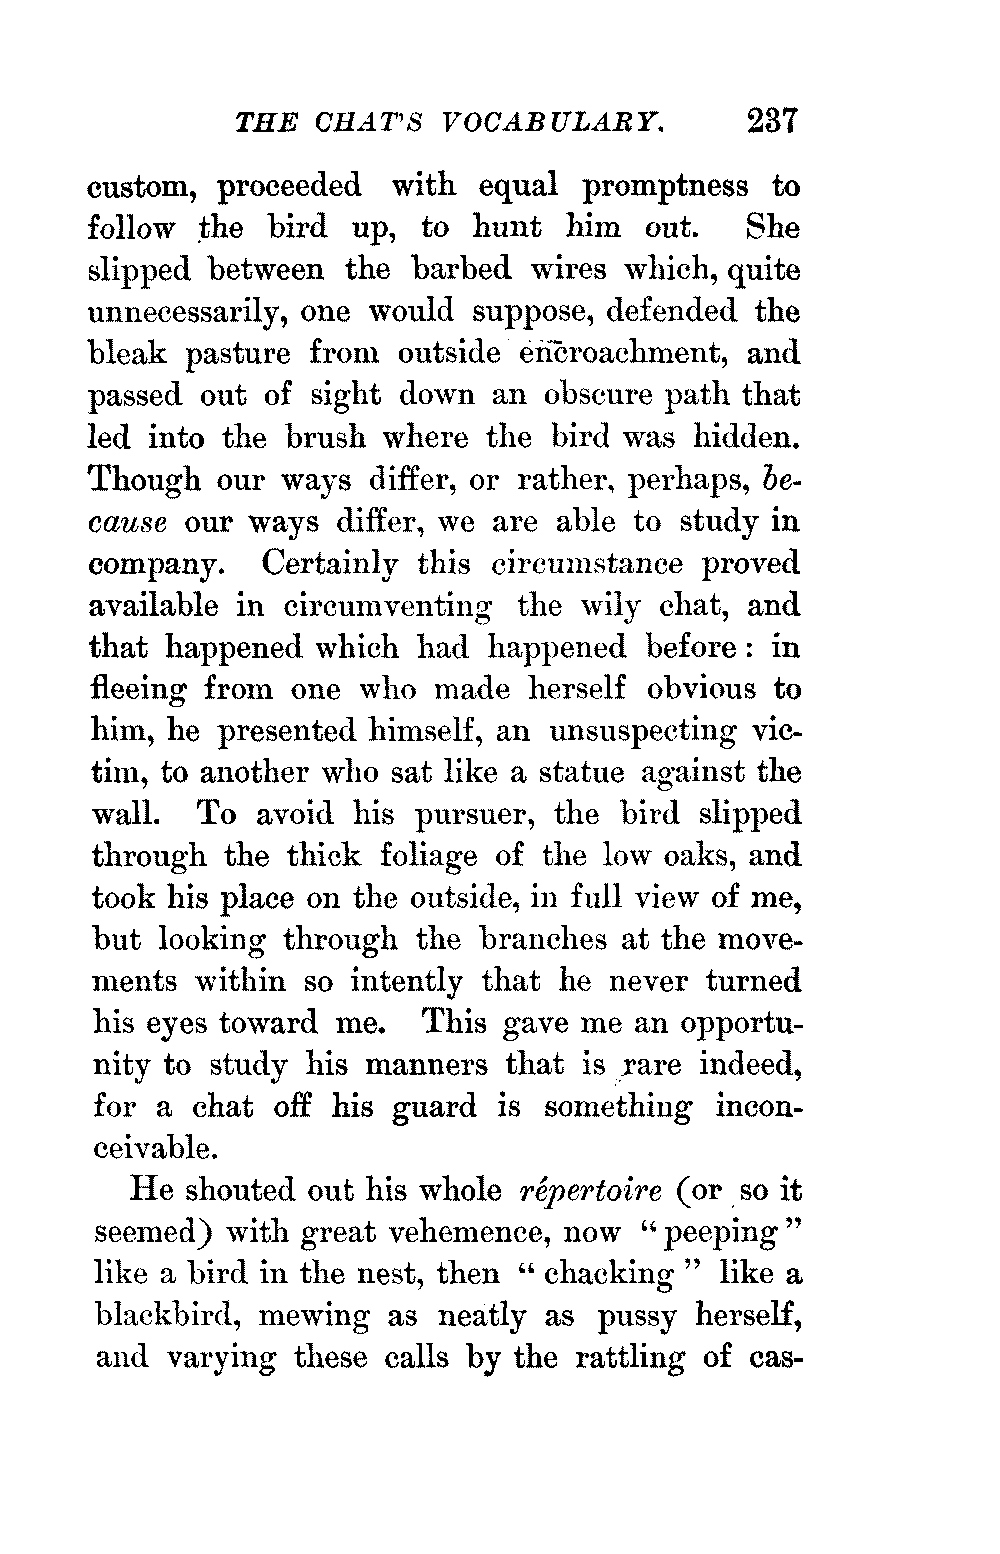 THE CHAT'S VOCABULARY. 237
custom, proceeded with equal promptness to
follow the bird up, to hunt him out. She
slipped between the barbed wires which, quite
unnecessarily, one would suppose, defended the
bleak pasture from outside encroachment, and
passed out of sight down an obscure path that
led into the brush where the bird was hidden.
Though our ways differ, or rather, perhaps, be-
cause our ways differ, we are able to study in
company. Certainly this circumstance proved
available in circumventing the wily chat, and
that happened which had happened before : in
fleeing from one who made herself obvious to
him, he presented himself, an unsuspecting vic-
tim, to another who sat like a statue against the
wall. To avoid his pursuer, the bird slipped
through the thick foliage of the low oaks, and
took his place on the outside, in full view of me,
but looking through the branches at the move-
ments within so intently that he never turned
his eyes toward me. This gave me an opportu-
nity to study his manners that is rare indeed,
for a chat off his guard is something incon-
ceivable.
He shouted out his whole répertoire (or so it
seemed) with great vehemence, now “peeping”
like a bird in the nest, then “ chacking ” like a
blackbird, mewing as neatly as pussy herself,
and varying these calls by the rattling of cas-